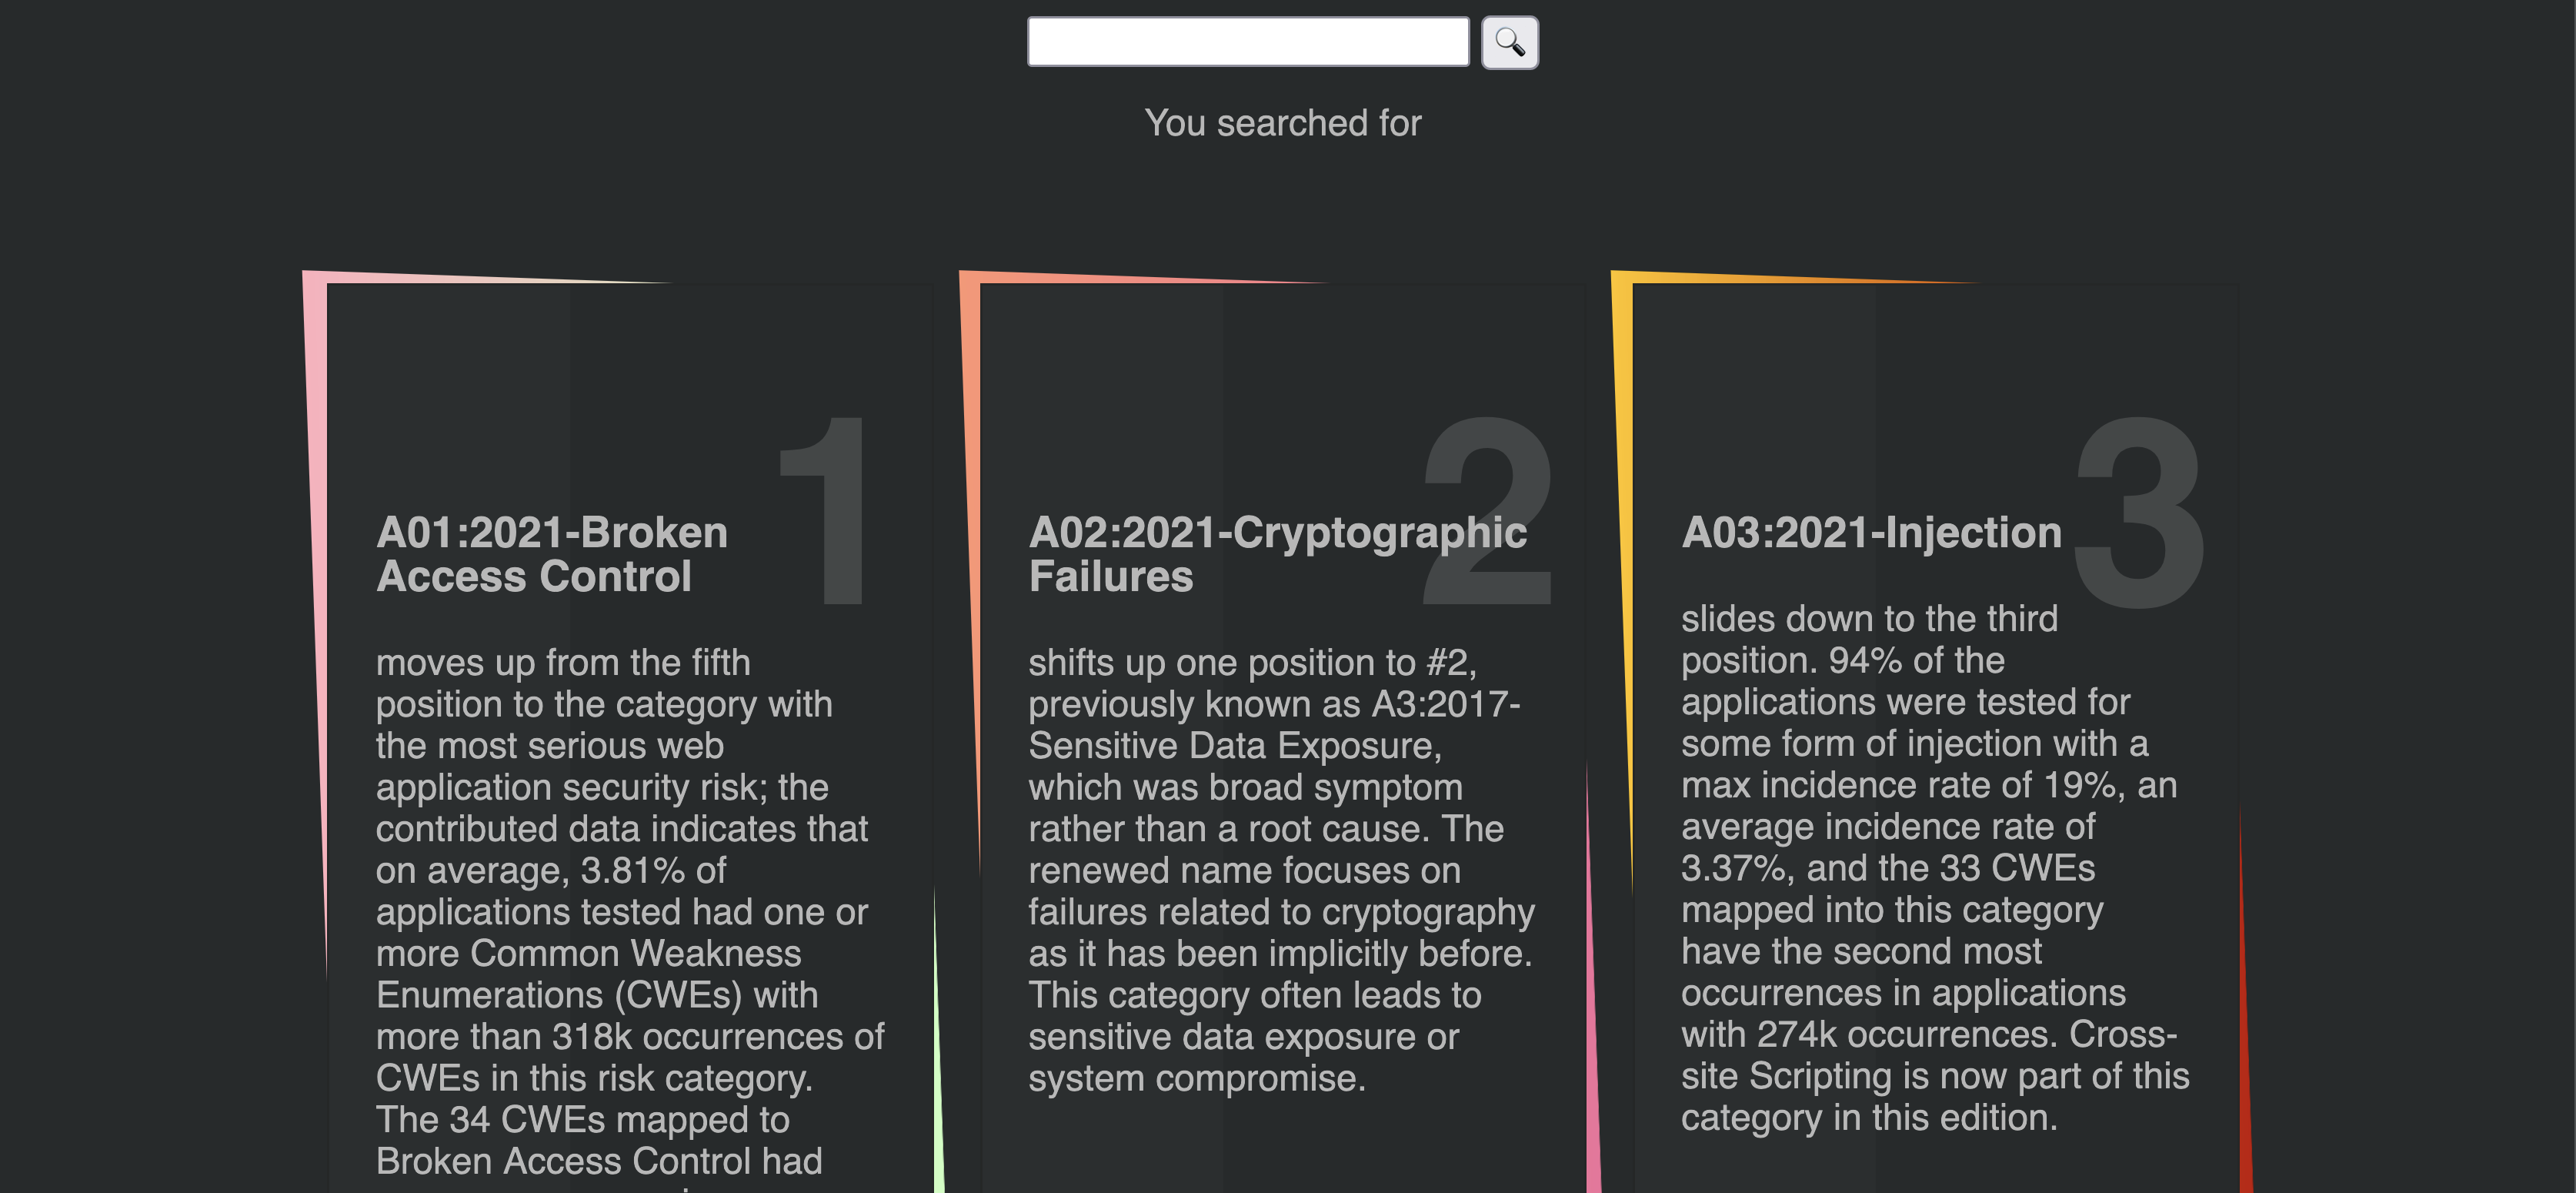 You searched for
1
A01:2021-Broken
Access Control
moves up from the fifth
position to the category with
the most serious web
application security risk; the
contributed data indicates that
on average, 3.81% of
applications tested had one or
more Common Weakness
Enumerations (CWEs) with
more than 318k occurrences of
CWEs in this risk category.
The 34 CWEs mapped to
Broken Access Control had
2
A02:2021-Cryptographic
Failures
shifts up one position to #2,
previously known as A3:2017-
Sensitive Data Exposure,
which was broad symptom
rather than a root cause. The
renewed name focuses on
failures related to cryptography
as it has been implicitly before.
This category often leads to
sensitive data exposure or
system compromise.
3
A03:2021-Injection
slides down to the third
position. 94% of the
applications were tested for
some form of injection with a
max incidence rate of 19%, an
average incidence rate of
3.37%, and the 33 CWEs
mapped into this category
have the second most
occurrences in applications
with 274k occurrences. Cross-
site Scripting is now part of this
category in this edition.